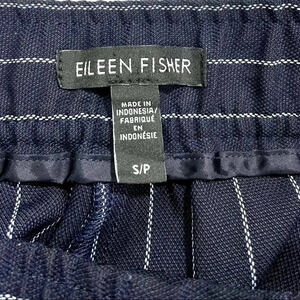 EILEEN FISHER
MADE IN
INDONESIA/
FABRIQUÉ
EN
INDONÉSIE
S/P